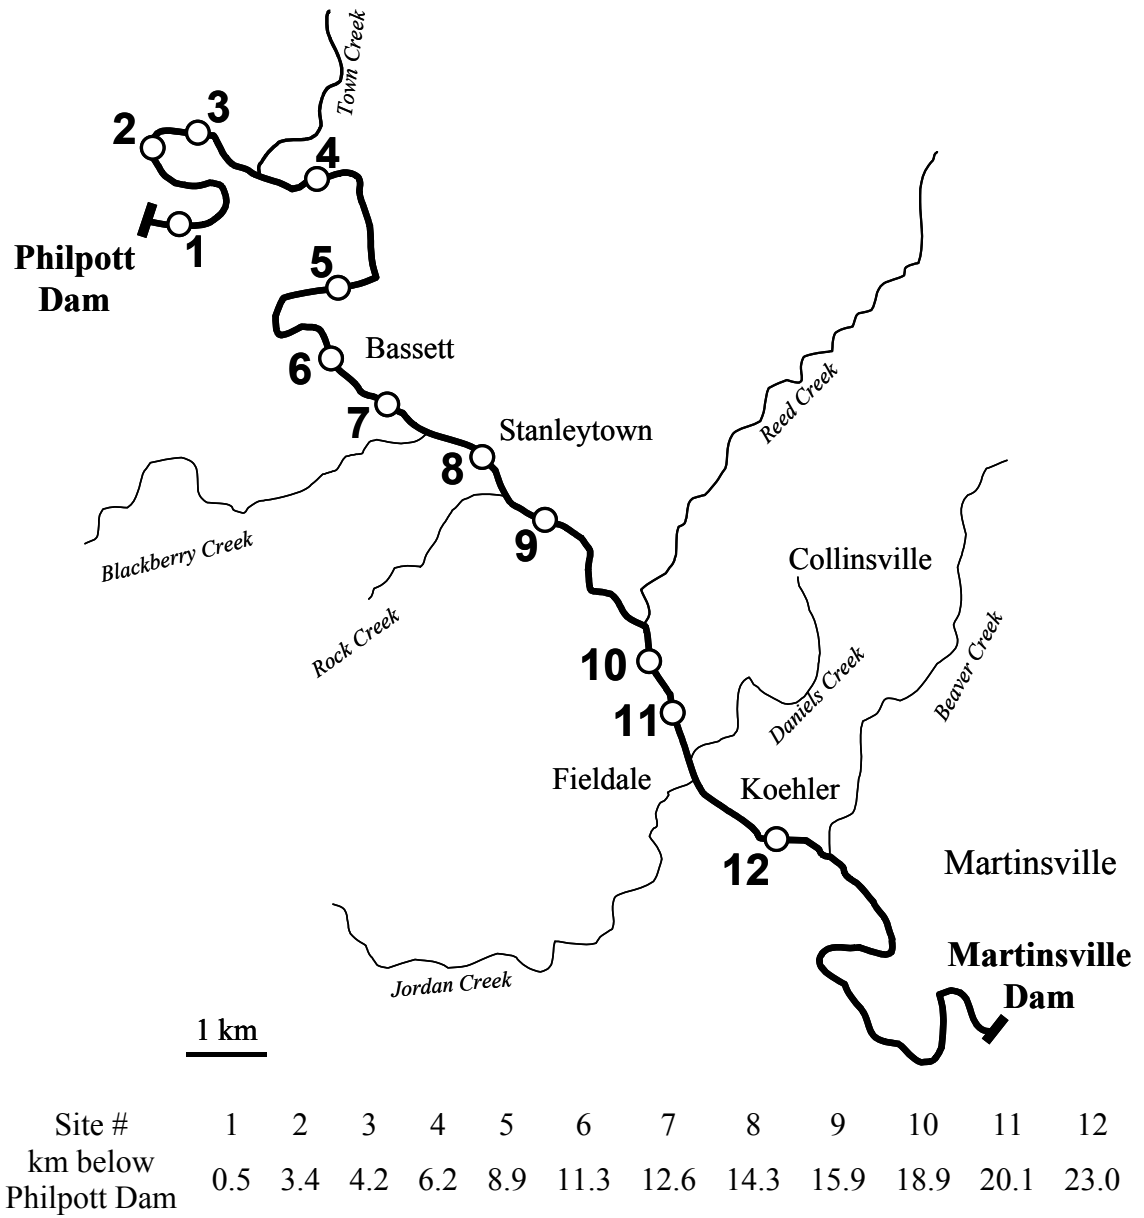 Town Creek
3
2
4
1
Philpott
Dam
5
Bassett
6
7
Stanleytown
8
Reed Creek
9
Blackberry Creek
Collinsville
Rock Creek
10
Beaver Creek
Daniels Creek
11
Fieldale
Koehler
12
Martinsville
Martinsville
Dam
Jordan Creek
1 km
Site # 1 2 3 4 5 6 7 8 9 10 11 12
km below
Philpott Dam 0.5 3.4 4.2 6.2 8.9 11.3 12.6 14.3 15.9 18.9 20.1 23.0